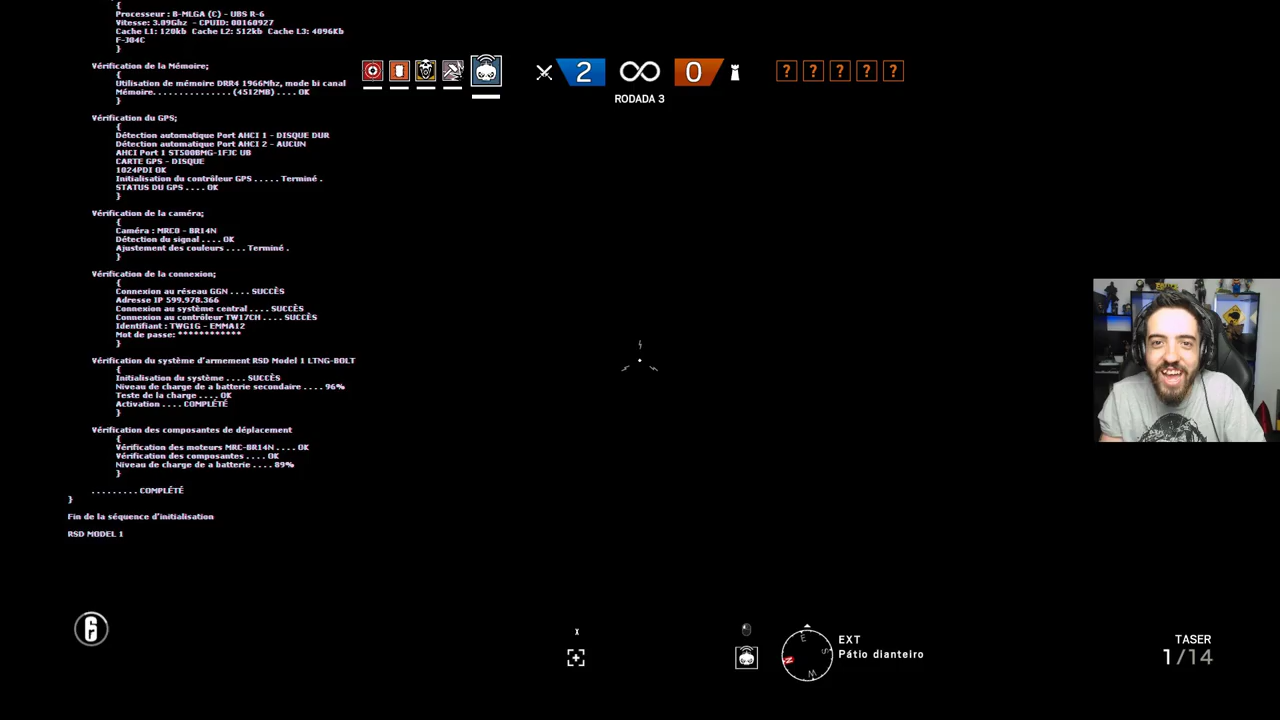 {
Processeur : B-MLGA (C) - UBS R-6
Vitesse: 3.09Ghz - CPUID: 00160927
Cache L1: 120kb Cache L2: 512kb Cache L3: 4096Kb
F-J04C
}
Vérification de la Mémoire;
{
Utilisation de mémoire DRR4 1966Mhz, mode bi canal
Mémoire............... (4512MB) .... OK
}
Vérification du GPS;
{
Détection automatique Port AHCI 1 - DISQUE DUR
Détection automatique Port AHCI 2 - AUCUN
AHCI Port 1 ST500BMG-1FJC UB
CARTE GPS - DISQUE
1024PDI OK
Initialisation du contrôleur GPS ..... Terminé .
STATUS DU GPS .... OK
}
Vérification de la caméra;
{
Caméra : MRC0 - BR14N
Détection du signal .... OK
Ajustement des couleurs .... Terminé .
}
Vérification de la connexion;
{
Connexion au réseau GGN .... SUCCÈS
Adresse IP 599.978.366
Connexion au système central .... SUCCÈS
Connexion au contrôleur TW17CH .... SUCCÈS
Identifiant : TWG1G - EMMA12
Mot de passe: ************
}
Vérification du système d'armement RSD Model 1 LTNG-BOLT
{
Initialisation du système .... SUCCÈS
Niveau de charge de a batterie secondaire .... 96%
Teste de la charge .... OK
Activation .... COMPLÉTÉ
}
Vérification des composantes de déplacement
{
Vérification des moteurs MRC-BR14N .... OK
Vérification des composantes .... OK
Niveau de charge de a batterie .... 89%
}
......... COMPLÉTÉ
}
Fin de la séquence d'initialisation
RSD MODEL 1
2 0
RODADA 3
? ? ? ? ?
6
X
E S W N
EXT
Pátio dianteiro
TASER
1/14